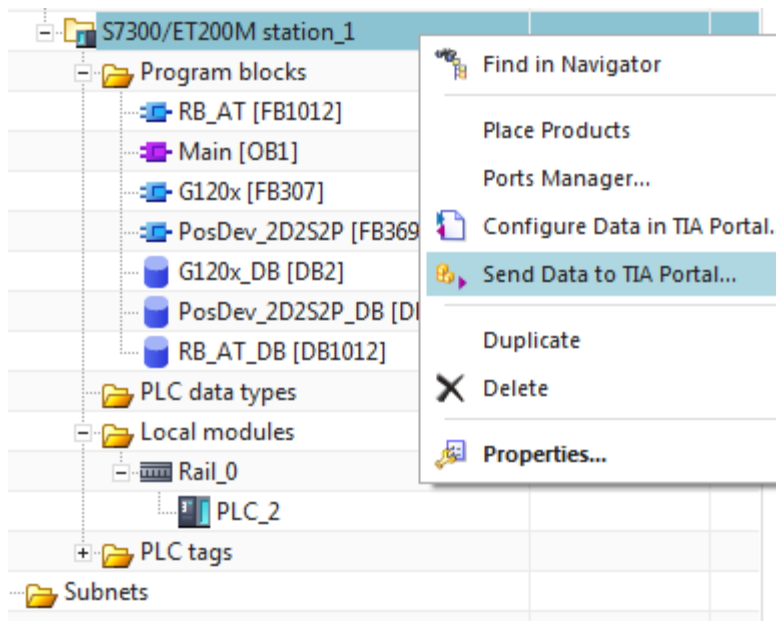 S7300/ET200M station_1
Program blocks
RB_AT [FB1012]
Main [OB1]
G120x [FB307]
PosDev_2D2S2P [FB369
G120x_DB [DB2]
PosDev_2D2S2P_DB [D
RB_AT_DB [DB1012]
PLC data types
Local modules
Rail_0
PLC_2
PLC tags
Subnets
Find in Navigator
Place Products
Ports Manager...
Configure Data in TIA Portal.
Send Data to TIA Portal...
Duplicate
Delete
Properties...